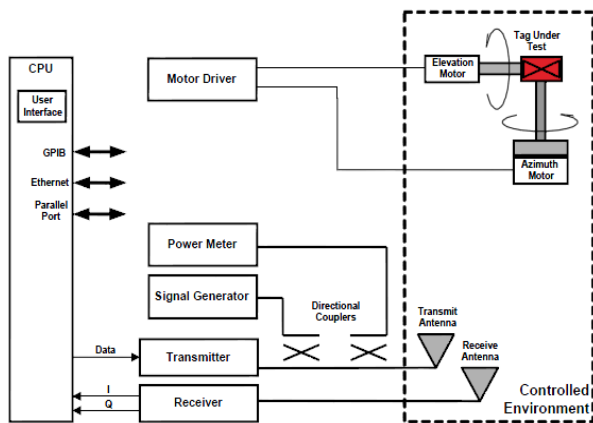 CPU
User
Interface
GPIB
Ethernet
Parallel
Port
Motor Driver
Elevation
Motor
Tag Under
Test
Azimuth
Motor
Power Meter
Signal Generator
Directional
Couplers
Transmit
Antenna
Receive
Antenna
Data
Transmitter
I
Q
Receiver
Controlled
Environment